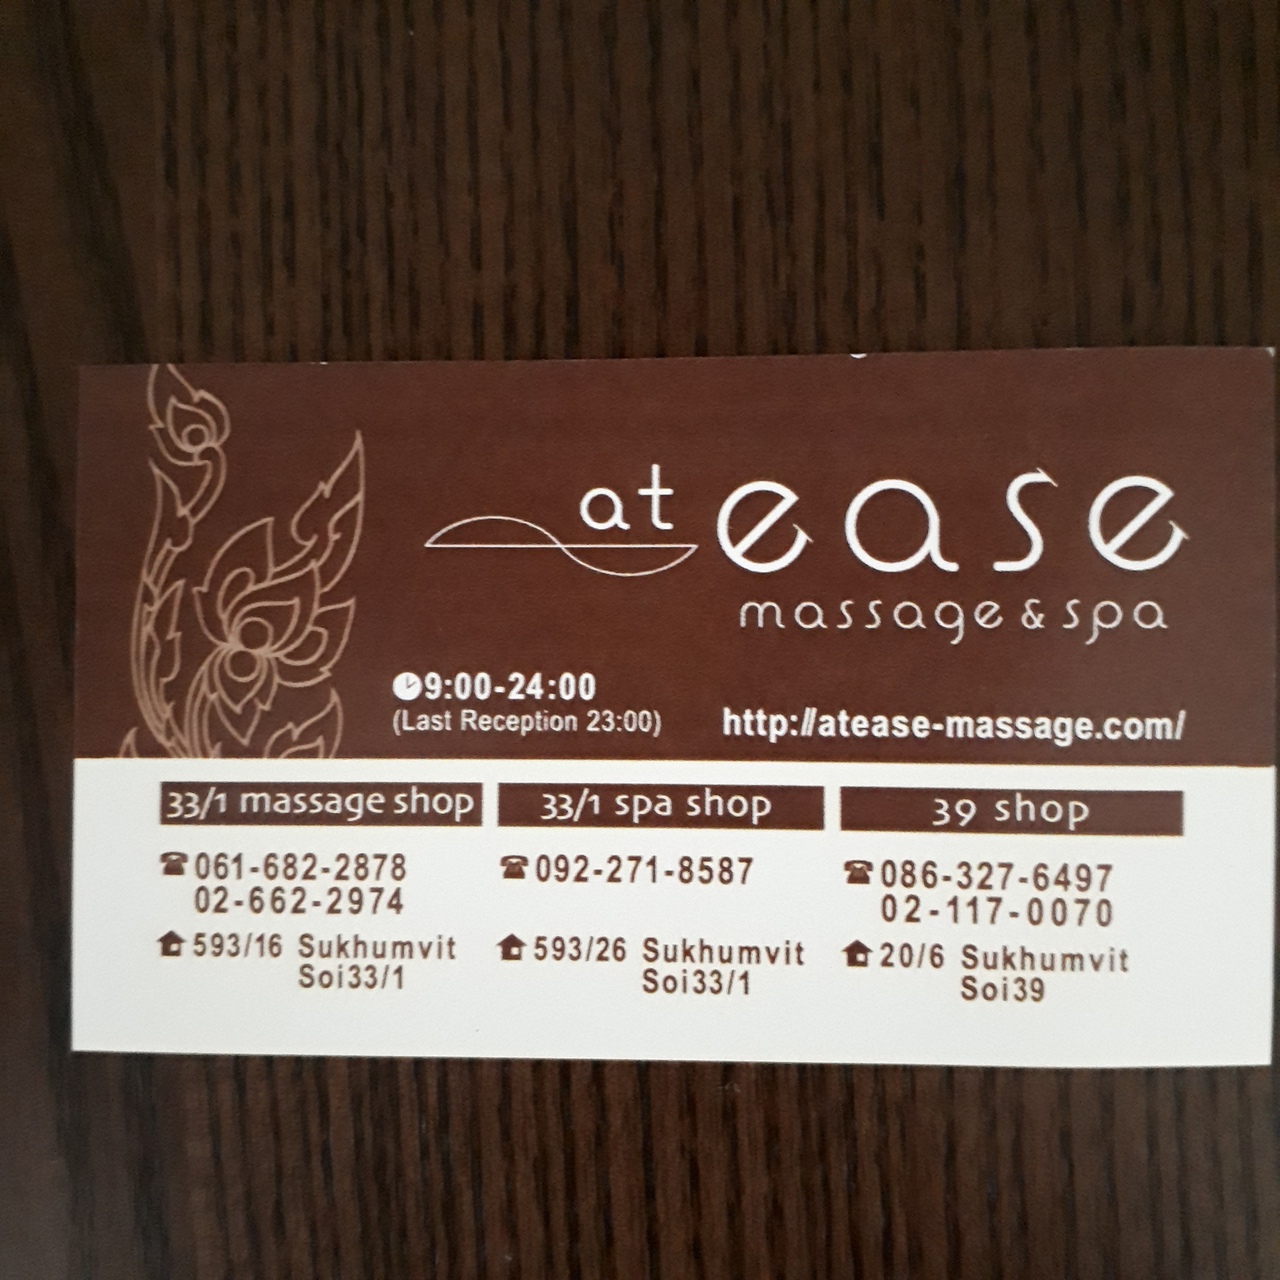 at ease
massage & spa
9:00-24:00
(Last Reception 23:00)
http://atease-massage.com/
33/1 massage shop
061-682-2878
02-662-2974
593/16 Sukhumvit
Soi33/1
33/1 spa shop
092-271-8587
593/26 Sukhumvit
Soi33/1
39 shop
086-327-6497
02-117-0070
20/6 Sukhumvit
Soi39